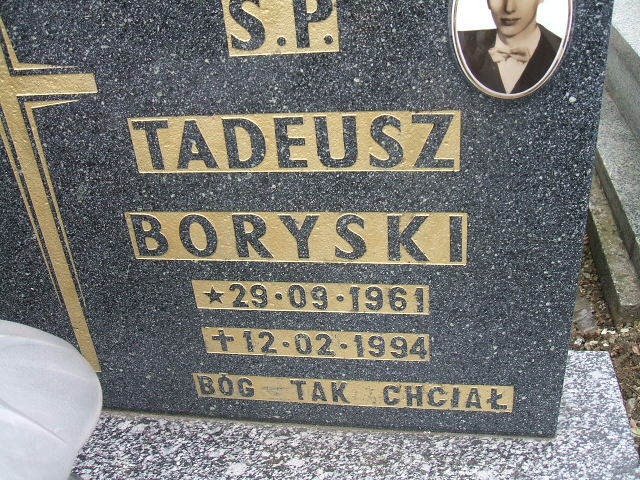 Ś.P.
TADEUSZ
BORYSKI
★29·09·1961
+12·02·1994
BÓG TAK CHCIAŁ